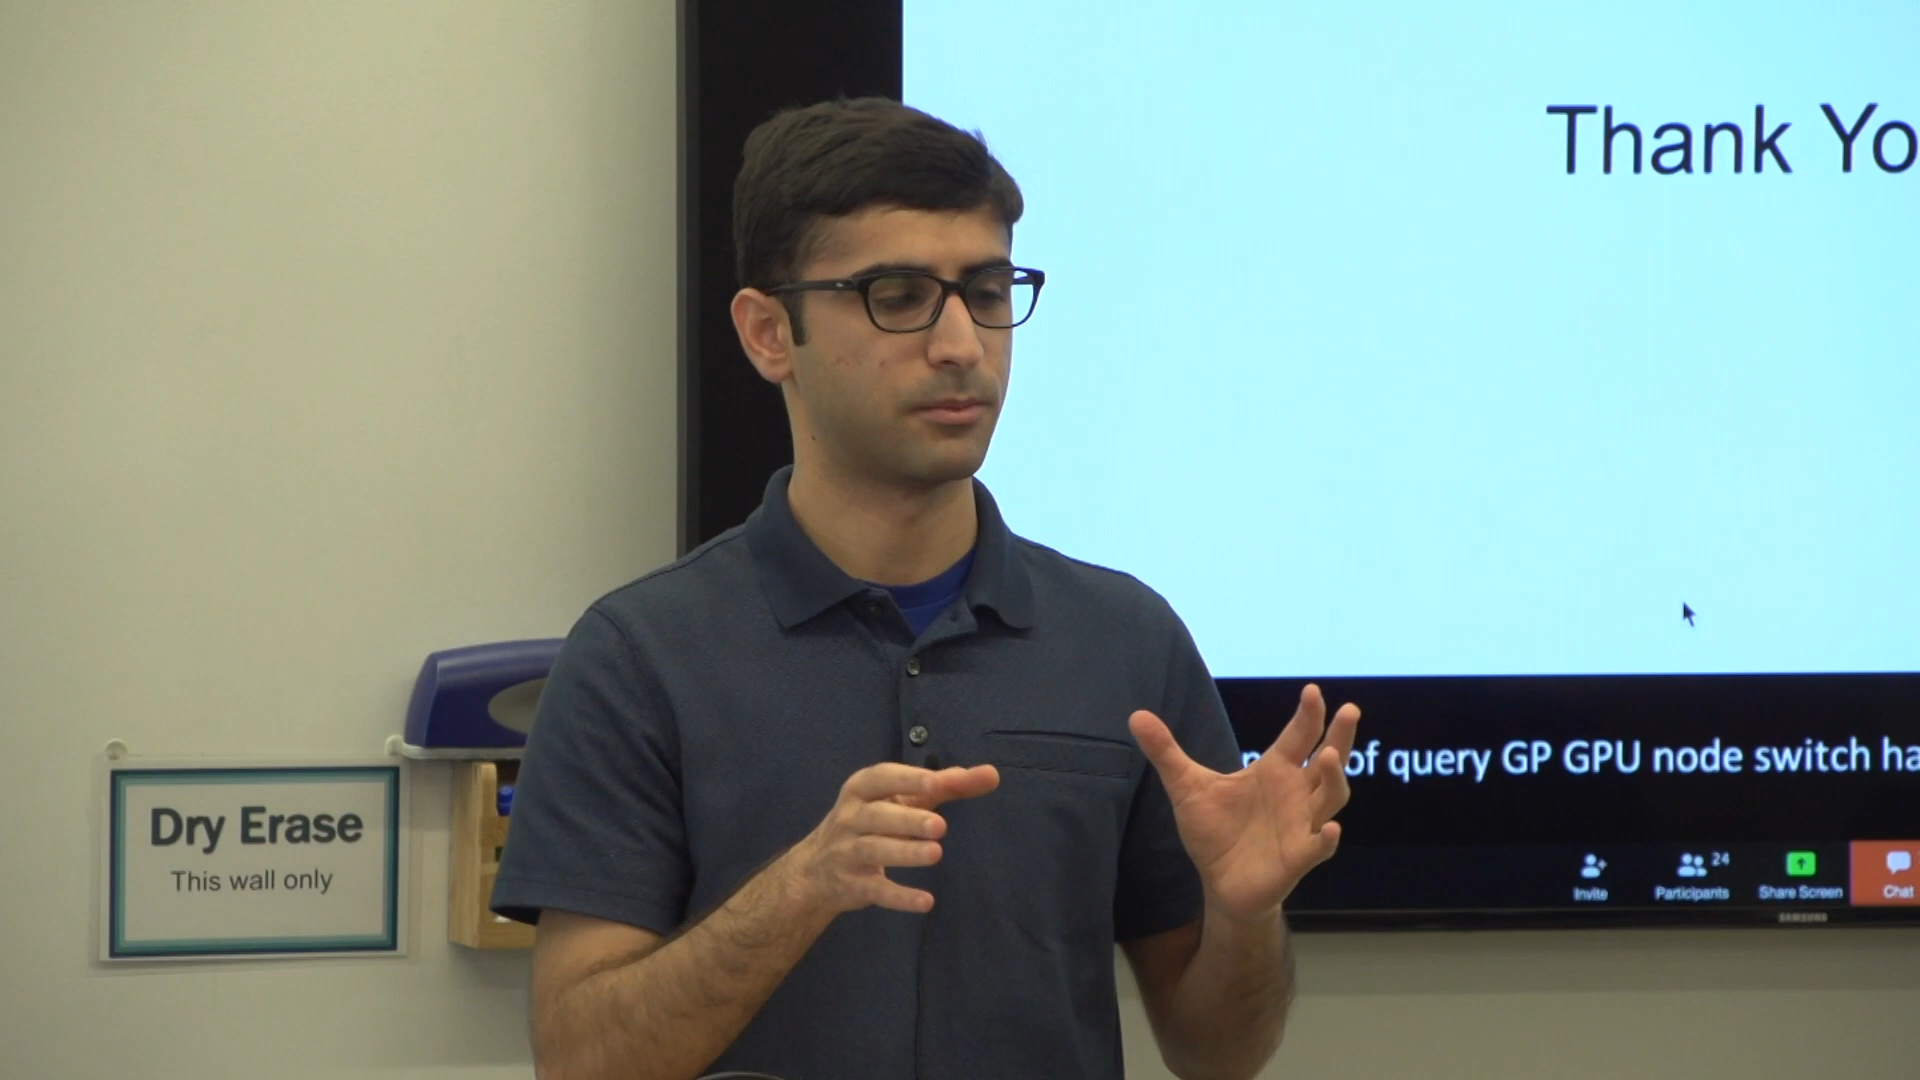 Thank Yo
of query GP GPU node switch ha
Dry Erase
This wall only
24
Invite
Participants
Share Screen
Chat
SAMSUNG